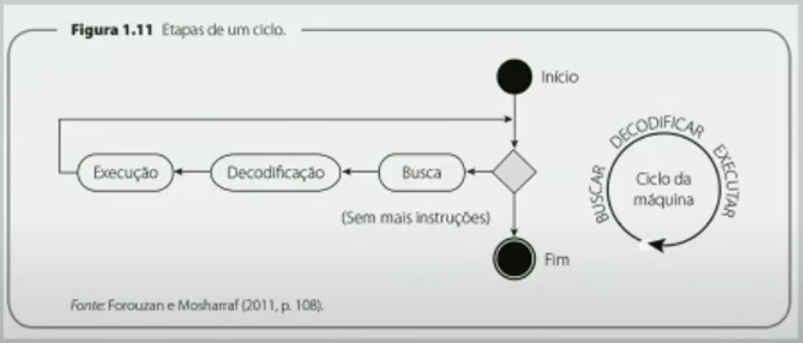 Figura 1.11 Etapas de um ciclo.
Início
Execução
Decodificação
Busca
(Sem mais instruções)
Fim
BUSCAR DECODIFICAR EXECUTAR
Ciclo da
máquina
Fonte: Forouzan e Mosharraf (2011, p. 108).